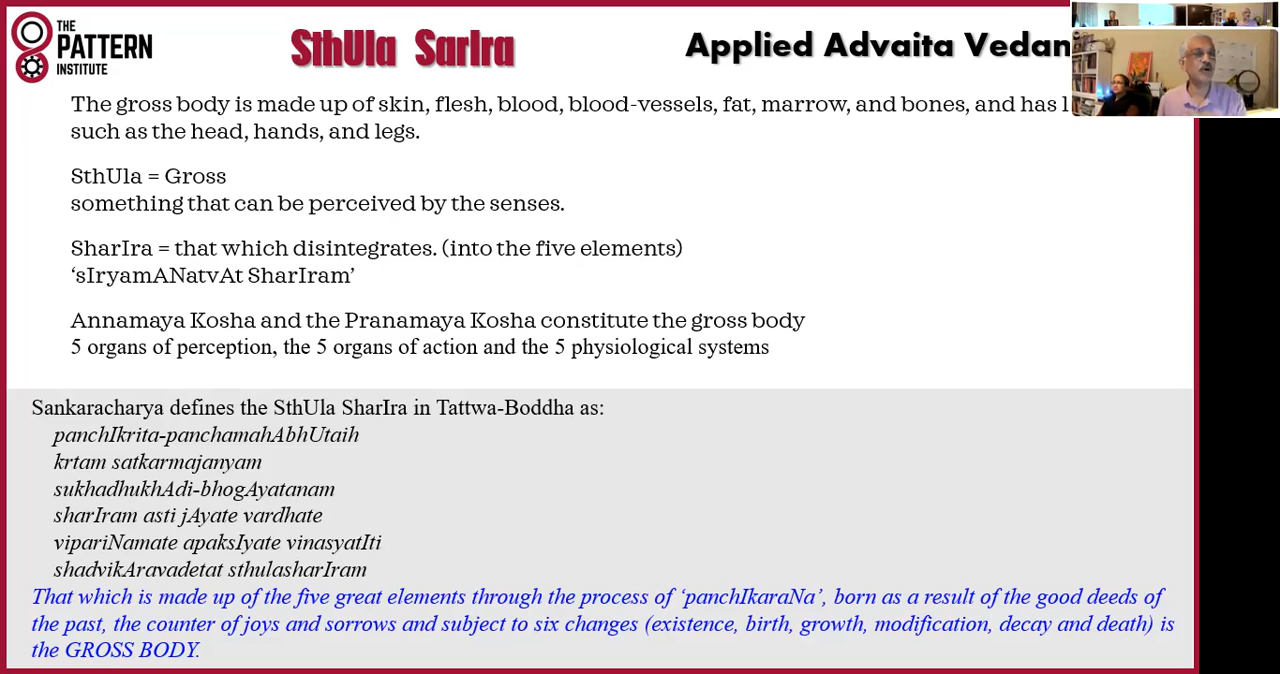 THE
PATTERN
INSTITUTE
SthUla SarIra
Applied Advaita
The gross body is made up of skin, flesh, blood, blood-vessels, fat, marrow, and bones, and has
such as the head, hands, and legs.
SthUla = Gross
something that can be perceived by the senses.
SharIra = that which disintegrates. (into the five elements)
‘sIryamANatvAt SharIram’
Annamaya Kosha and the Pranamaya Kosha constitute the gross body
5 organs of perception, the 5 organs of action and the 5 physiological systems
Sankaracharya defines the SthUla SharIra in Tattwa-Boddha as:
panchIkrita-panchamahAbhUtaih
krtam satkarmajanyam
sukhadhukhAdi-bhogAyatanam
sharIram asti jAyate vardhate
vipariNamate apaksIyate vinasyatIti
shadvikAravadetat sthulasharIram
That which is made up of the five great elements through the process of ‘panchIkaraNa’, born as a result of the good deeds of
the past, the counter of joys and sorrows and subject to six changes (existence, birth, growth, modification, decay and death) is
the GROSS BODY.